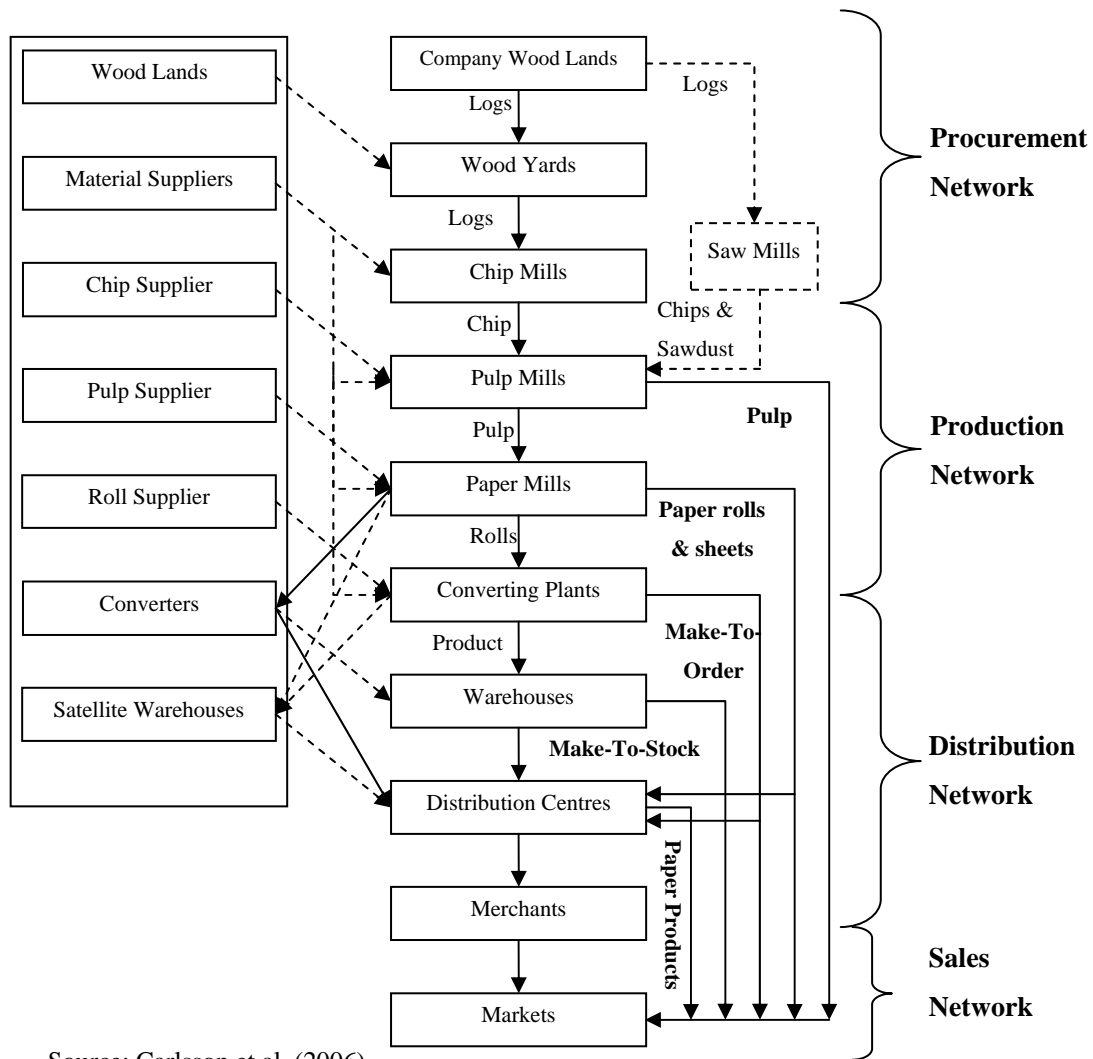 Wood Lands
Material Suppliers
Chip Supplier
Pulp Supplier
Roll Supplier
Converters
Satellite Warehouses
Company Wood Lands
Logs
Logs
Wood Yards
Logs
Saw Mills
Chip Mills
Chip
Chips &
Sawdust
Pulp Mills
Pulp
Pulp
Paper Mills
Paper rolls
& sheets
Rolls
Converting Plants
Make-To-
Order
Product
Warehouses
Make-To-Stock
Distribution Centres
Paper Products
Merchants
Markets
Procurement
Network
Production
Network
Distribution
Network
Sales
Network